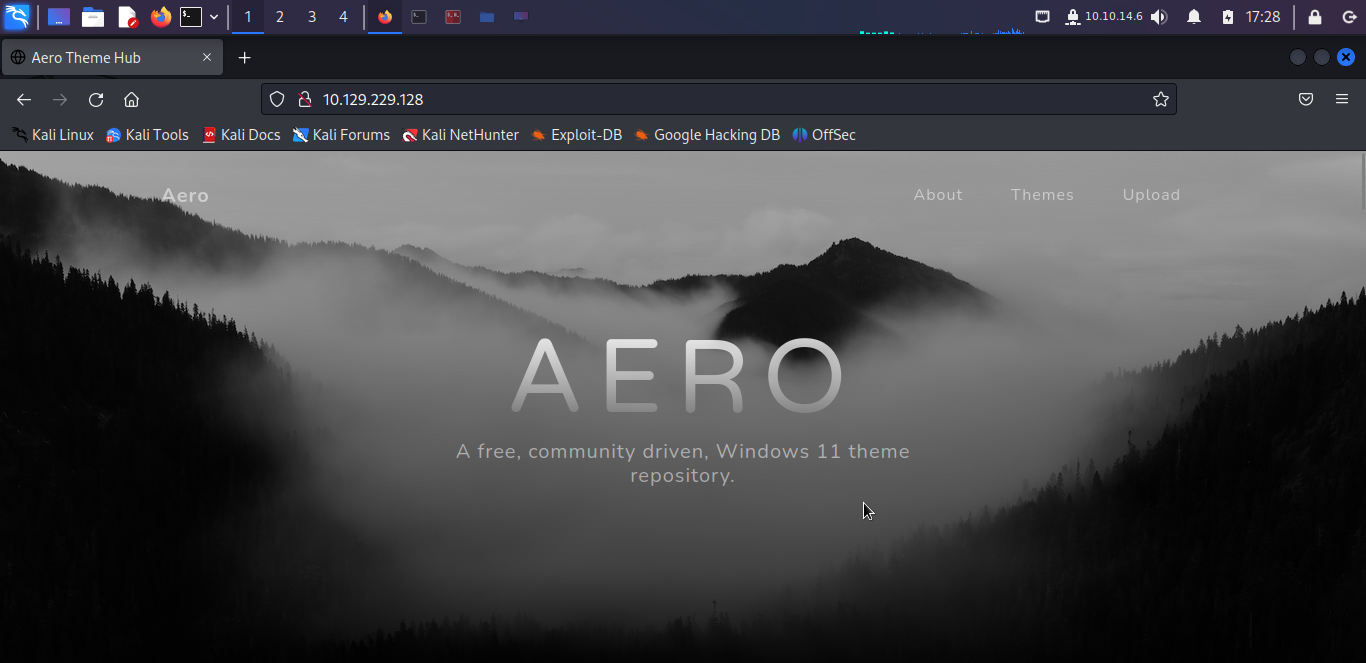 1 2 3 4 10.10.14.6 17:28
Aero Theme Hub
10.129.229.128
Kali Linux Kali Tools Kali Docs Kali Forums Kali NetHunter Exploit-DB Google Hacking DB OffSec
Aero About Themes Upload
AERO
A free, community driven, Windows 11 theme
repository.